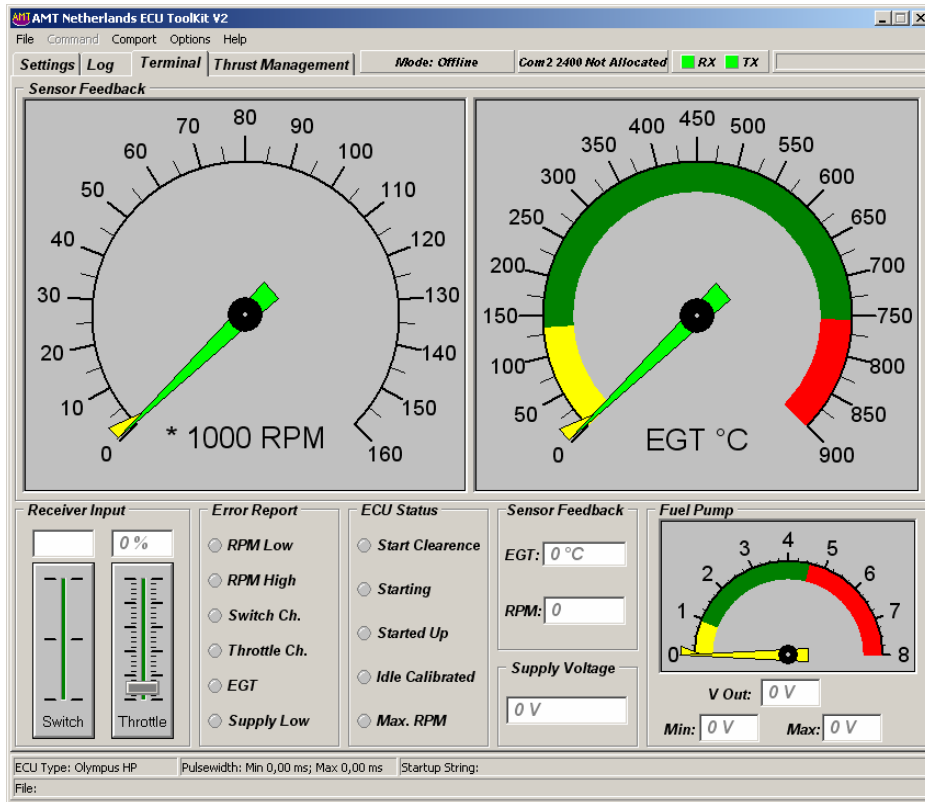 AMT AMT Netherlands ECU ToolKit V2
File Command Comport Options Help
Settings Log Terminal Thrust Management Mode: Offline Com2 2400 Not Allocated RX TX
Sensor Feedback
0 10 20 30 40 50 60 70 80 90 100 110 120 130 140 150 160
* 1000 RPM
0 50 100 150 200 250 300 350 400 450 500 550 600 650 700 750 800 850 900
EGT °C
Receiver Input
0 %
Switch
Throttle
Error Report
RPM Low
RPM High
Switch Ch.
Throttle Ch.
EGT
Supply Low
ECU Status
Start Clearence
Starting
Started Up
Idle Calibrated
Max. RPM
Sensor Feedback
EGT: 0 °C
RPM: 0
Supply Voltage
0 V
Fuel Pump
0 1 2 3 4 5 6 7 8
V Out: 0 V
Min: 0 V Max: 0 V
ECU Type: Olympus HP Pulsewidth: Min 0,00 ms; Max 0,00 ms Startup String:
File: